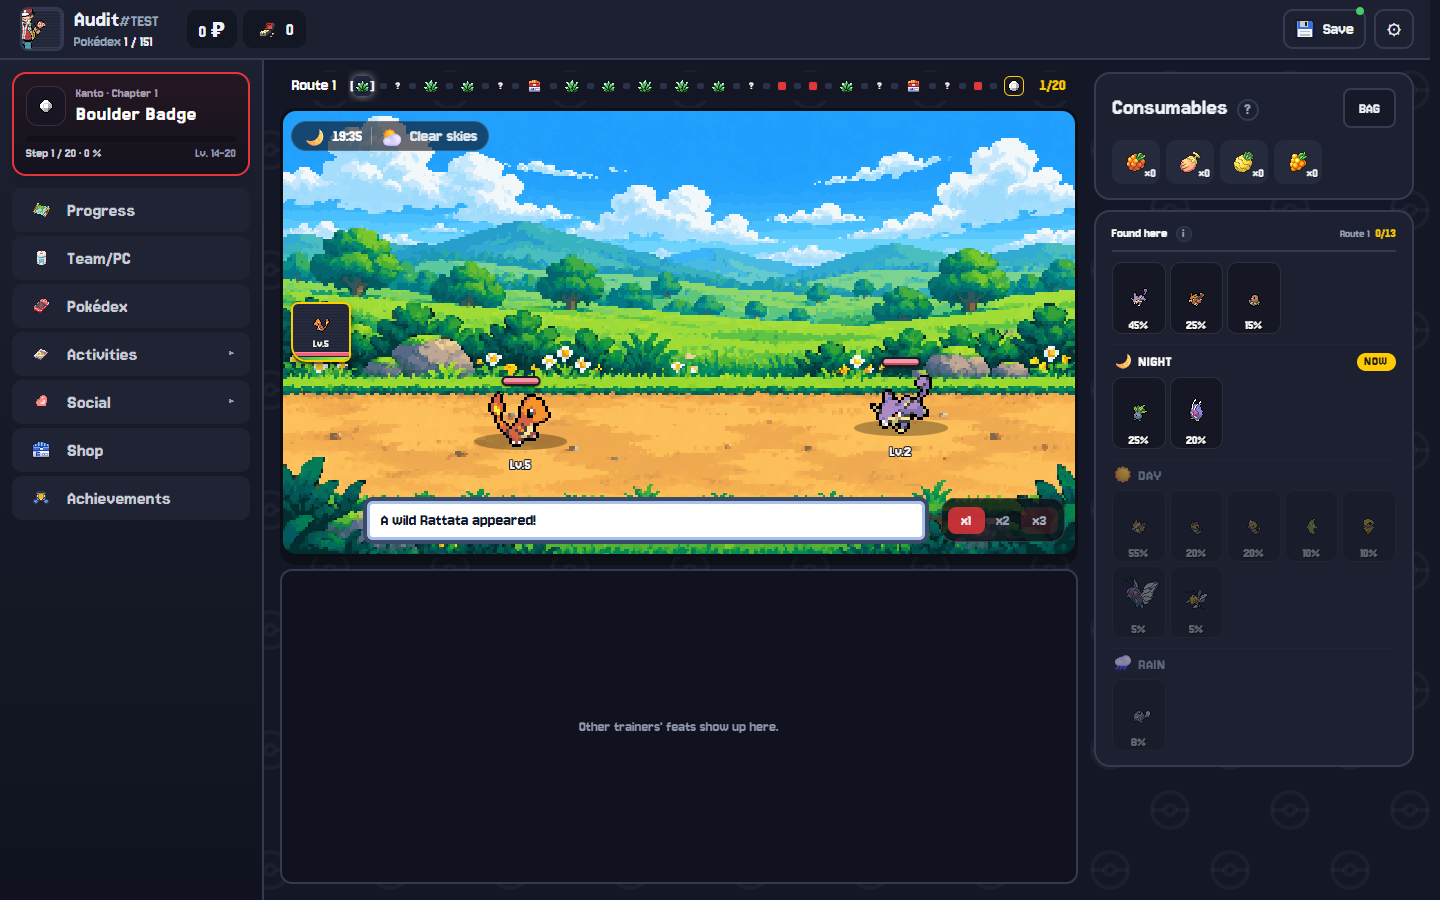 Audit#TEST
Pokédex 1 / 151
0 ₽
0
Save
Kanto · Chapter 1
Boulder Badge
Step 1 / 20 · 0 %
Lv. 14-20
Progress
Team/PC
Pokédex
Activities
Social
Shop
Achievements
Route 1
[ ]
?
?
?
?
?
1/20
19:35
Clear skies
Lv.5
Lv.5
Lv.2
A wild Rattata appeared!
x1
x2
x3
Other trainers' feats show up here.
Consumables ?
BAG
x0
x0
x0
x0
Found here i
Route 1 0/13
45%
25%
15%
NIGHT
NOW
25%
20%
DAY
55%
20%
20%
10%
10%
5%
5%
RAIN
8%